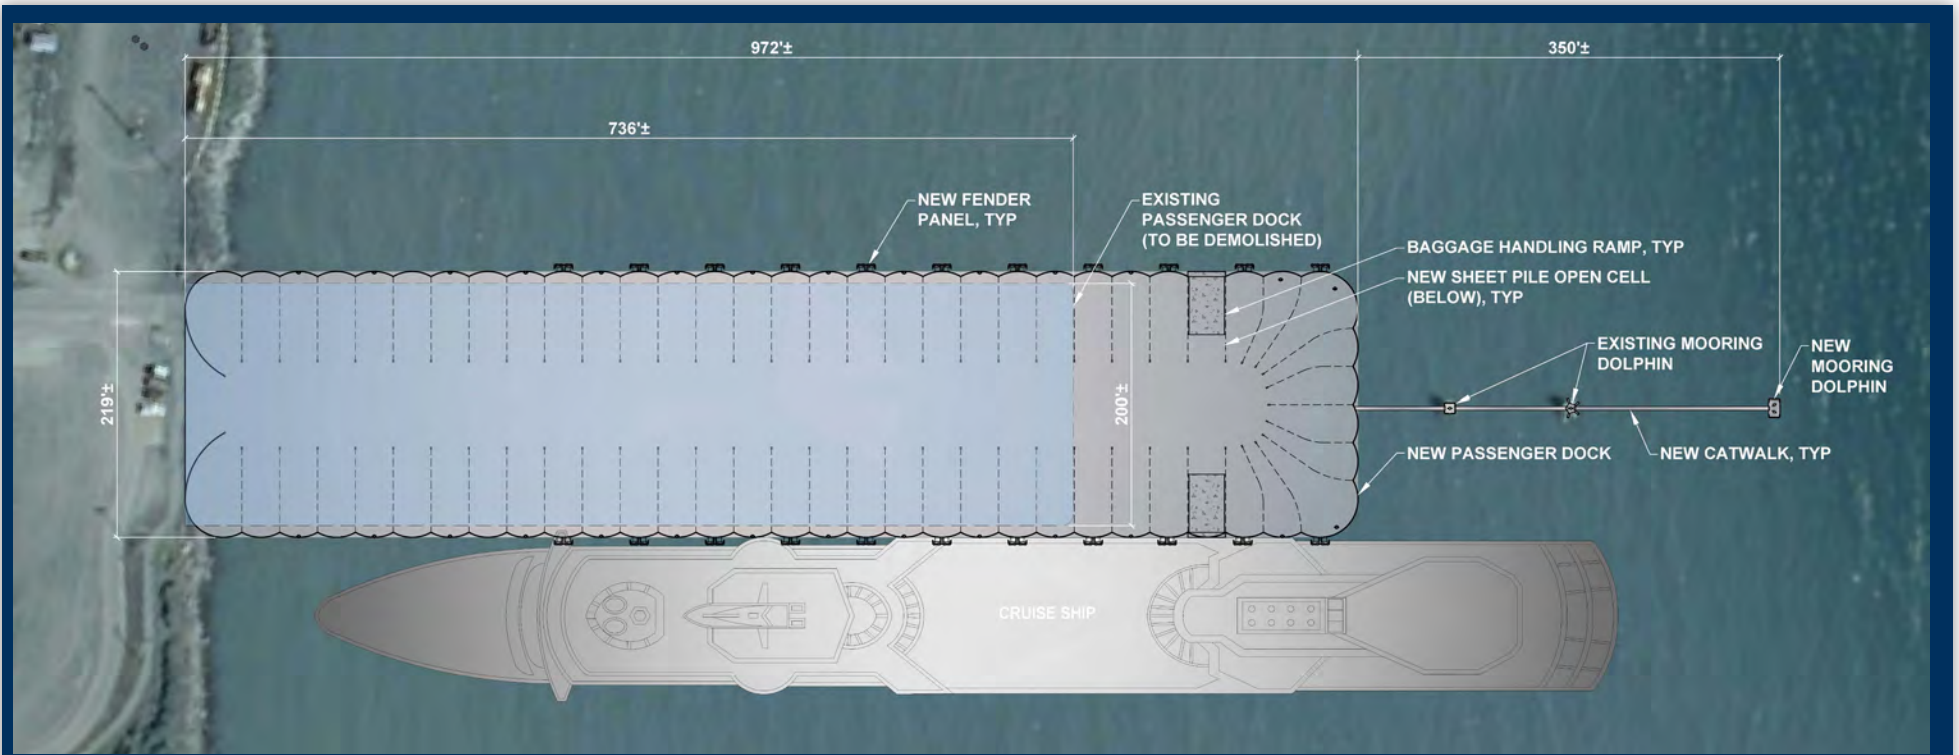 972'±
350'±
736'±
NEW FENDER
PANEL, TYP
EXISTING
PASSENGER DOCK
(TO BE DEMOLISHED)
BAGGAGE HANDLING RAMP, TYP
NEW SHEET PILE OPEN CELL
(BELOW), TYP
EXISTING MOORING
DOLPHIN
NEW
MOORING
DOLPHIN
219'±
200'±
NEW PASSENGER DOCK
NEW CATWALK, TYP
CRUISE SHIP